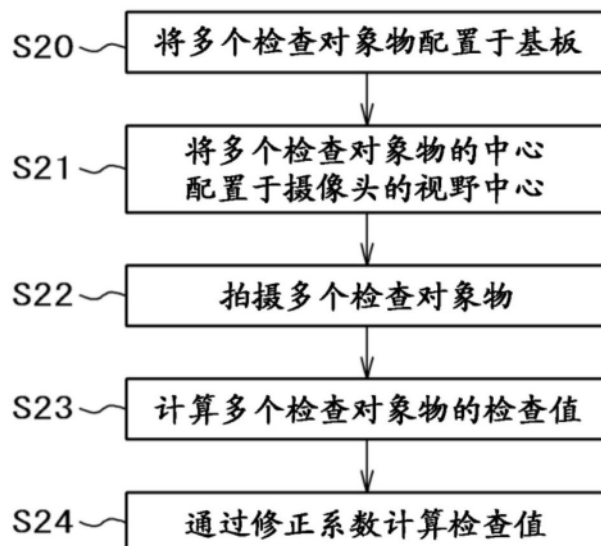 S20 将多个检查对象物配置于基板
S21 将多个检查对象物的中心
配置于摄像头的视野中心
S22 拍摄多个检查对象物
S23 计算多个检查对象物的检查值
S24 通过修正系数计算检查值